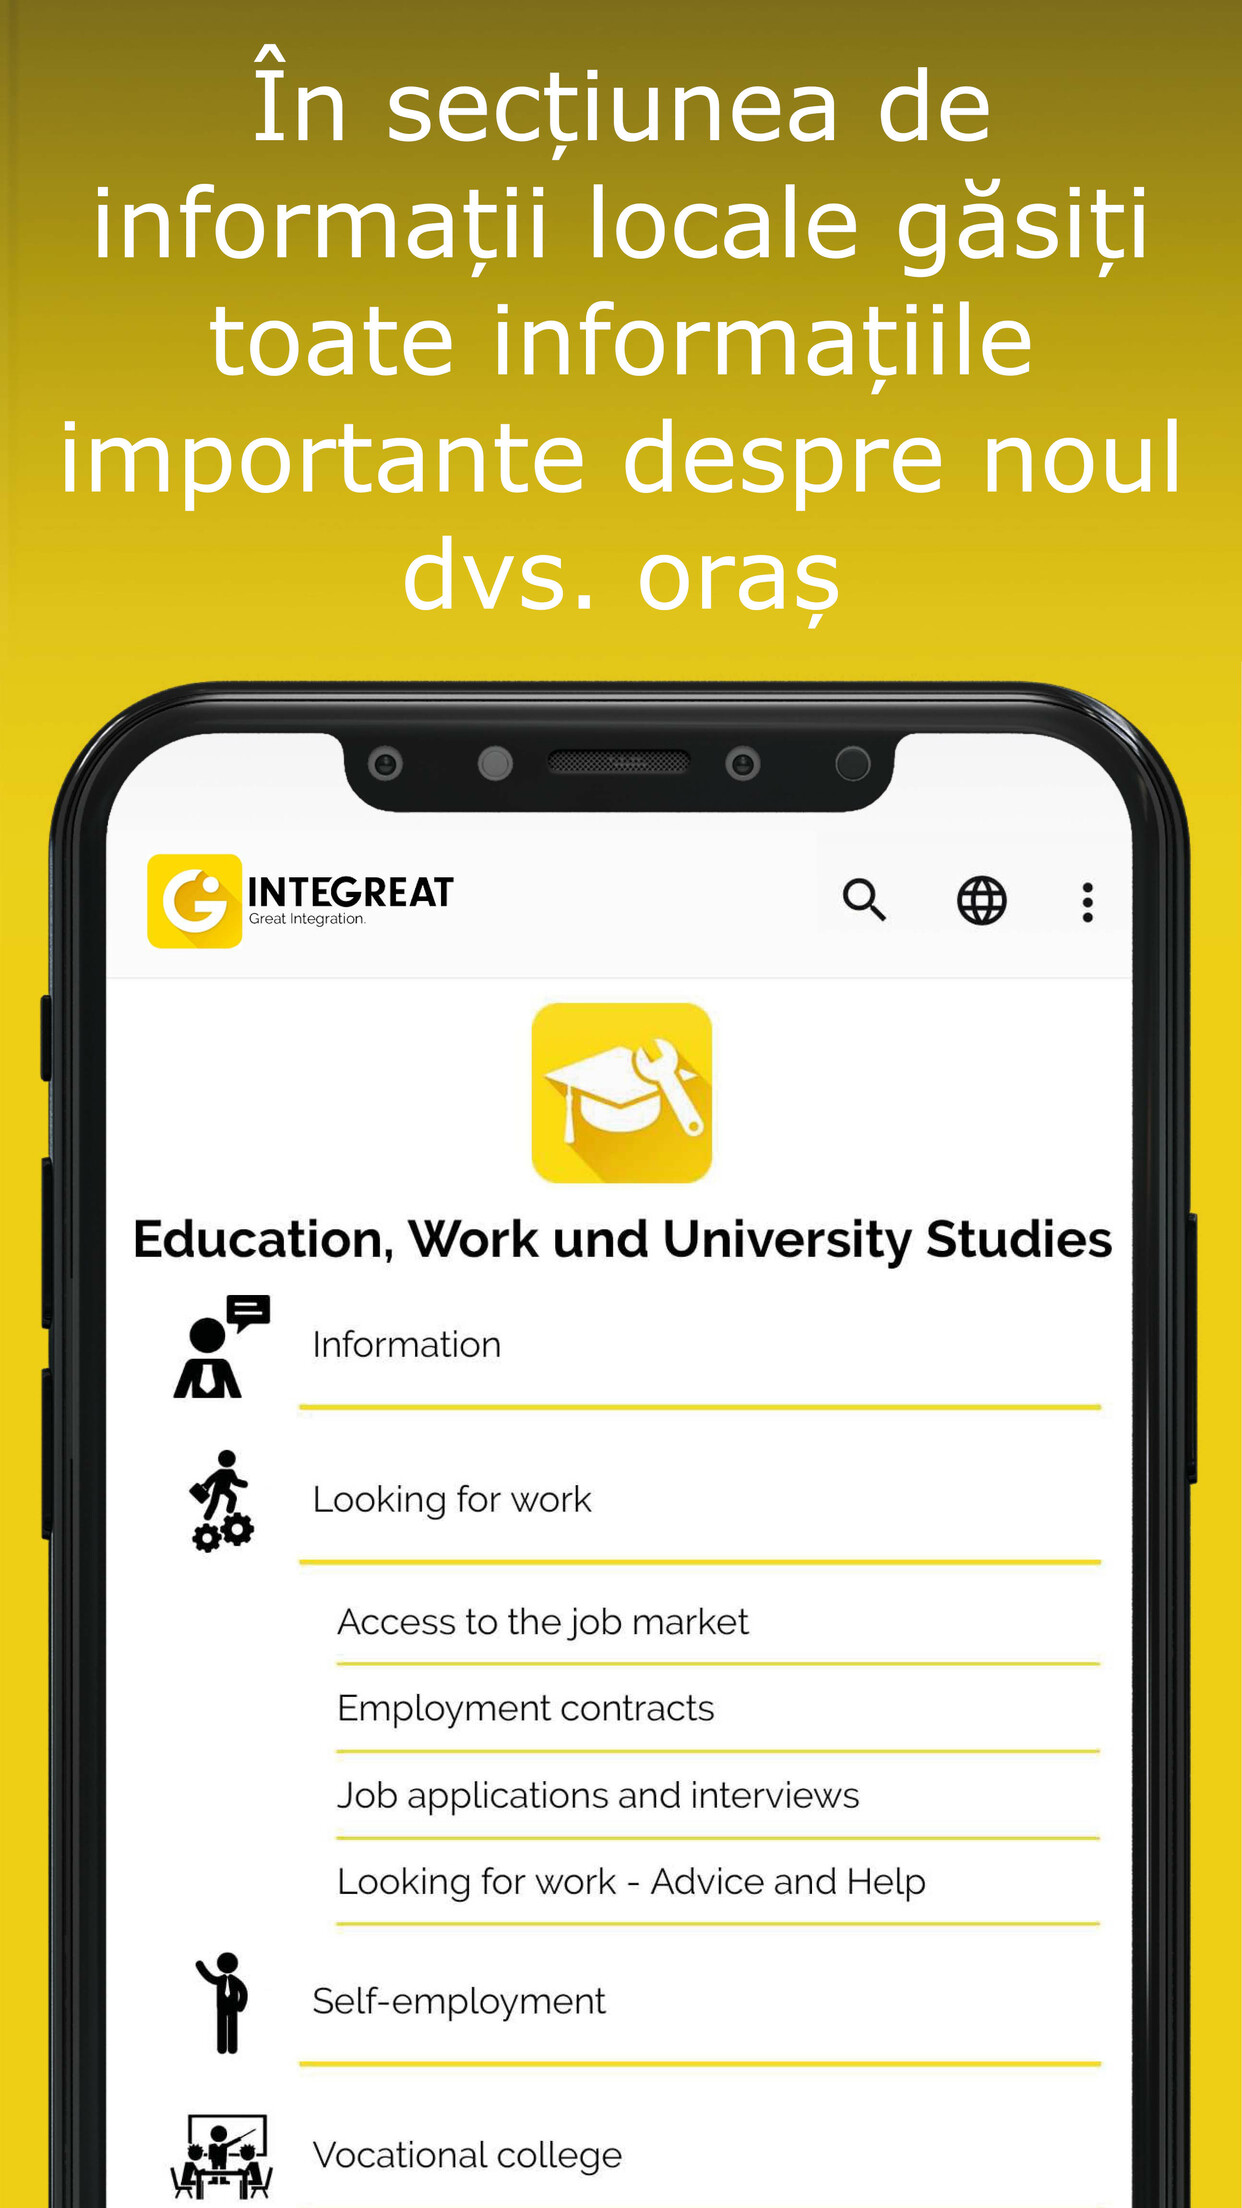 În secțiunea de
informații locale găsiți
toate informațiile
importante despre noul
dvs. oraș
INTEGREAT
Great Integration.
Education, Work und University Studies
Information
Looking for work
Access to the job market
Employment contracts
Job applications and interviews
Looking for work - Advice and Help
Self-employment
Vocational college